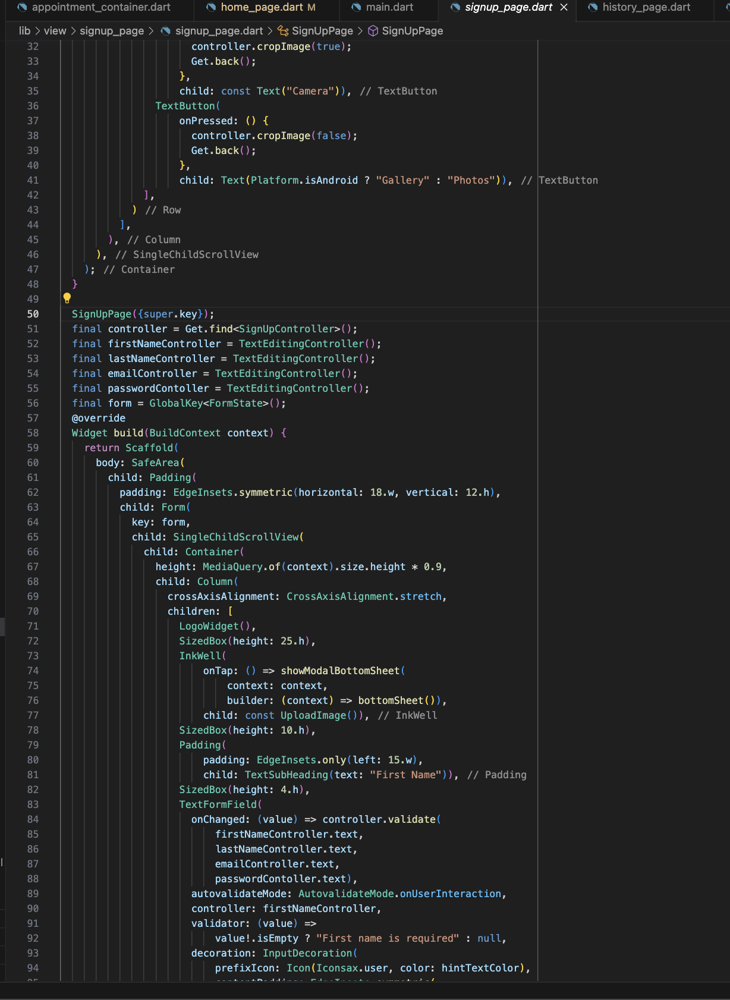 appointment_container.dart
home_page.dart M
main.dart
signup_page.dart
history_page.dart
lib > view > signup_page > signup_page.dart > SignUpPage > SignUpPage
32 controller.cropImage(true);
33 Get.back();
34 },
35 child: const Text("Camera")), // TextButton
36 TextButton(
37 onPressed: () {
38 controller.cropImage(false);
39 Get.back();
40 },
41 child: Text(Platform.isAndroid ? "Gallery" : "Photos")), // TextButton
42 ],
43 ) // Row
44 ],
45 ), // Column
46 ), // SingleChildScrollView
47 ); // Container
48 }
49
50 SignUpPage({super.key});
51 final controller = Get.find<SignUpController>();
52 final firstNameController = TextEditingController();
53 final lastNameController = TextEditingController();
54 final emailController = TextEditingController();
55 final passwordContoller = TextEditingController();
56 final form = GlobalKey<FormState>();
57 @override
58 Widget build(BuildContext context) {
59 return Scaffold(
60 body: SafeArea(
61 child: Padding(
62 padding: EdgeInsets.symmetric(horizontal: 18.w, vertical: 12.h),
63 child: Form(
64 key: form,
65 child: SingleChildScrollView(
66 child: Container(
67 height: MediaQuery.of(context).size.height * 0.9,
68 child: Column(
69 crossAxisAlignment: CrossAxisAlignment.stretch,
70 children: [
71 LogoWidget(),
72 SizedBox(height: 25.h),
73 InkWell(
74 onTap: () => showModalBottomSheet(
75 context: context,
76 builder: (context) => bottomSheet()),
77 child: const UploadImage()), // InkWell
78 SizedBox(height: 10.h),
79 Padding(
80 padding: EdgeInsets.only(left: 15.w),
81 child: TextSubHeading(text: "First Name")), // Padding
82 SizedBox(height: 4.h),
83 TextFormField(
84 onChanged: (value) => controller.validate(
85 firstNameController.text,
86 lastNameController.text,
87 emailController.text,
88 passwordContoller.text),
89 autovalidateMode: AutovalidateMode.onUserInteraction,
90 controller: firstNameController,
91 validator: (value) =>
92 value!.isEmpty ? "First name is required" : null,
93 decoration: InputDecoration(
94 prefixIcon: Icon(Iconsax.user, color: hintTextColor),